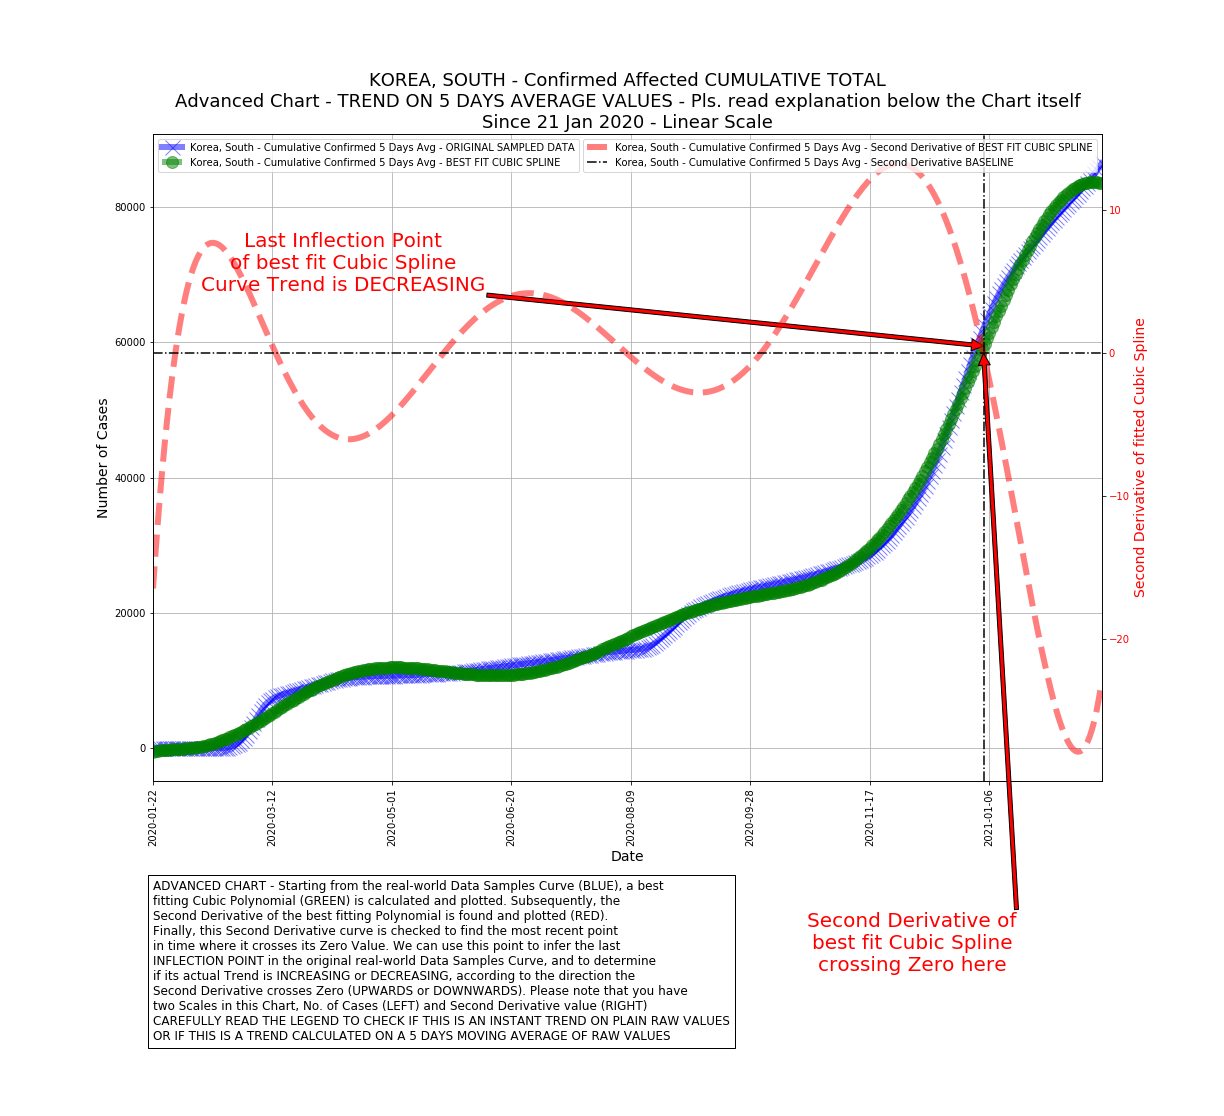 KOREA, SOUTH - Confirmed Affected CUMULATIVE TOTAL
Advanced Chart - TREND ON 5 DAYS AVERAGE VALUES - Pls. read explanation below the Chart itself
Since 21 Jan 2020 - Linear Scale
Korea, South - Cumulative Confirmed 5 Days Avg - ORIGINAL SAMPLED DATA
Korea, South - Cumulative Confirmed 5 Days Avg - BEST FIT CUBIC SPLINE
Korea, South - Cumulative Confirmed 5 Days Avg - Second Derivative of BEST FIT CUBIC SPLINE
Korea, South - Cumulative Confirmed 5 Days Avg - Second Derivative BASELINE
Last Inflection Point
of best fit Cubic Spline
Curve Trend is DECREASING
Number of Cases
80000
60000
40000
20000
0
10
0
−10
−20
Second Derivative of fitted Cubic Spline
2020-01-22
2020-03-12
2020-05-01
2020-06-20
2020-08-09
2020-09-28
2020-11-17
2021-01-06
Date
ADVANCED CHART - Starting from the real-world Data Samples Curve (BLUE), a best
fitting Cubic Polynomial (GREEN) is calculated and plotted. Subsequently, the
Second Derivative of the best fitting Polynomial is found and plotted (RED).
Finally, this Second Derivative curve is checked to find the most recent point
in time where it crosses its Zero Value. We can use this point to infer the last
INFLECTION POINT in the original real-world Data Samples Curve, and to determine
if its actual Trend is INCREASING or DECREASING, according to the direction the
Second Derivative crosses Zero (UPWARDS or DOWNWARDS). Please note that you have
two Scales in this Chart, No. of Cases (LEFT) and Second Derivative value (RIGHT)
CAREFULLY READ THE LEGEND TO CHECK IF THIS IS AN INSTANT TREND ON PLAIN RAW VALUES
OR IF THIS IS A TREND CALCULATED ON A 5 DAYS MOVING AVERAGE OF RAW VALUES
Second Derivative of
best fit Cubic Spline
crossing Zero here